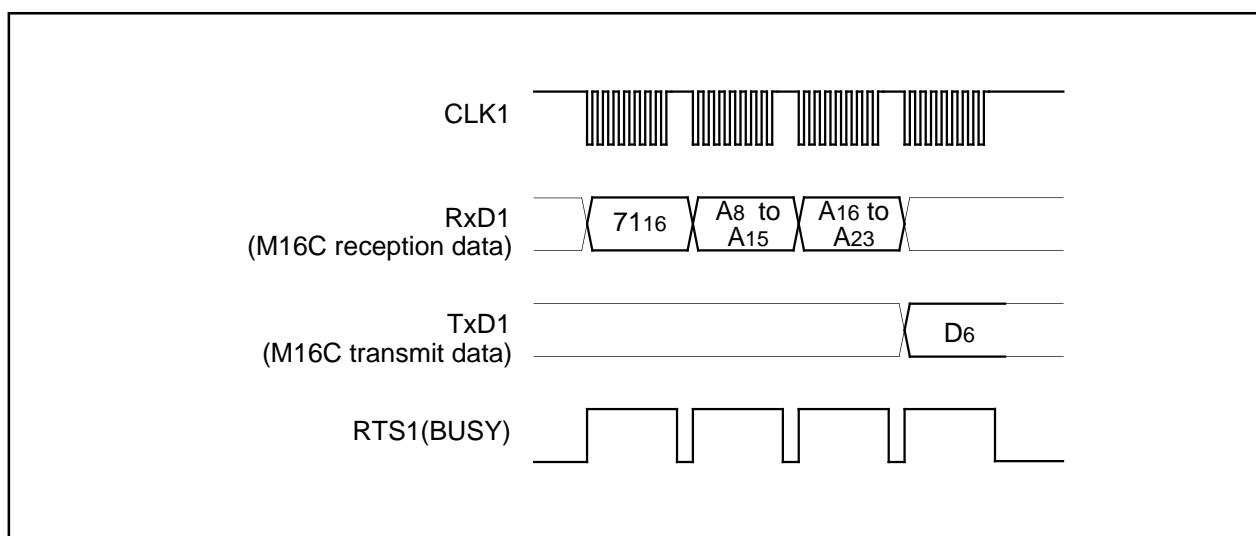 CLK1
RxD1
(M16C reception data)
7116
A8 to
A15
A16 to
A23
TxD1
(M16C transmit data)
D6
RTS1(BUSY)